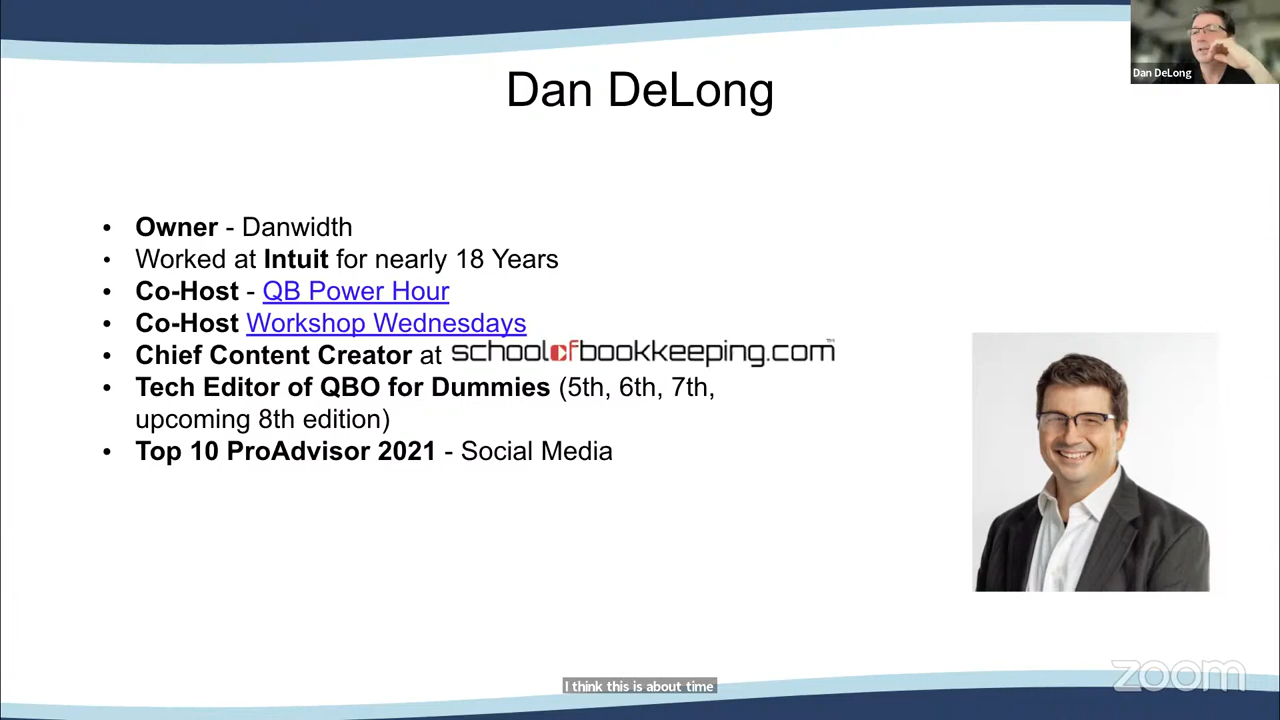 Dan DeLong
Dan DeLong
• Owner - Danwidth
• Worked at Intuit for nearly 18 Years
• Co-Host - QB Power Hour
• Co-Host Workshop Wednesdays
• Chief Content Creator at schoolofbookkeeping.com™
• Tech Editor of QBO for Dummies (5th, 6th, 7th,
upcoming 8th edition)
• Top 10 ProAdvisor 2021 - Social Media
zoom
I think this is about time